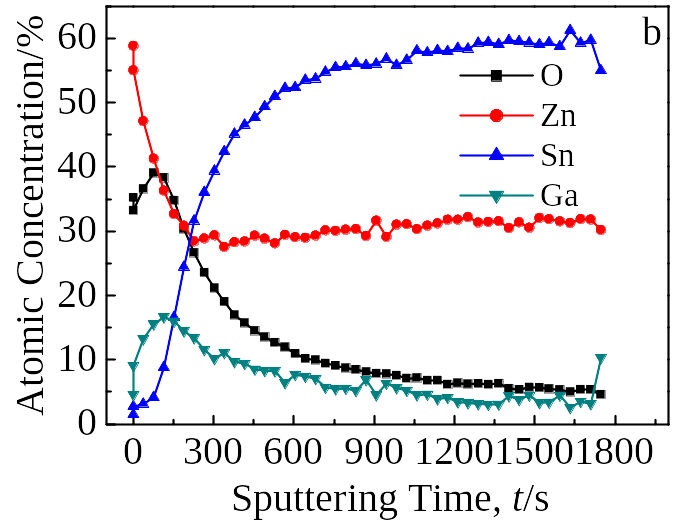 b
60
50
40
30
20
10
0
Atomic Concentration/%
O
Zn
Sn
Ga
0 300 600 900 1200 1500 1800
Sputtering Time, t/s